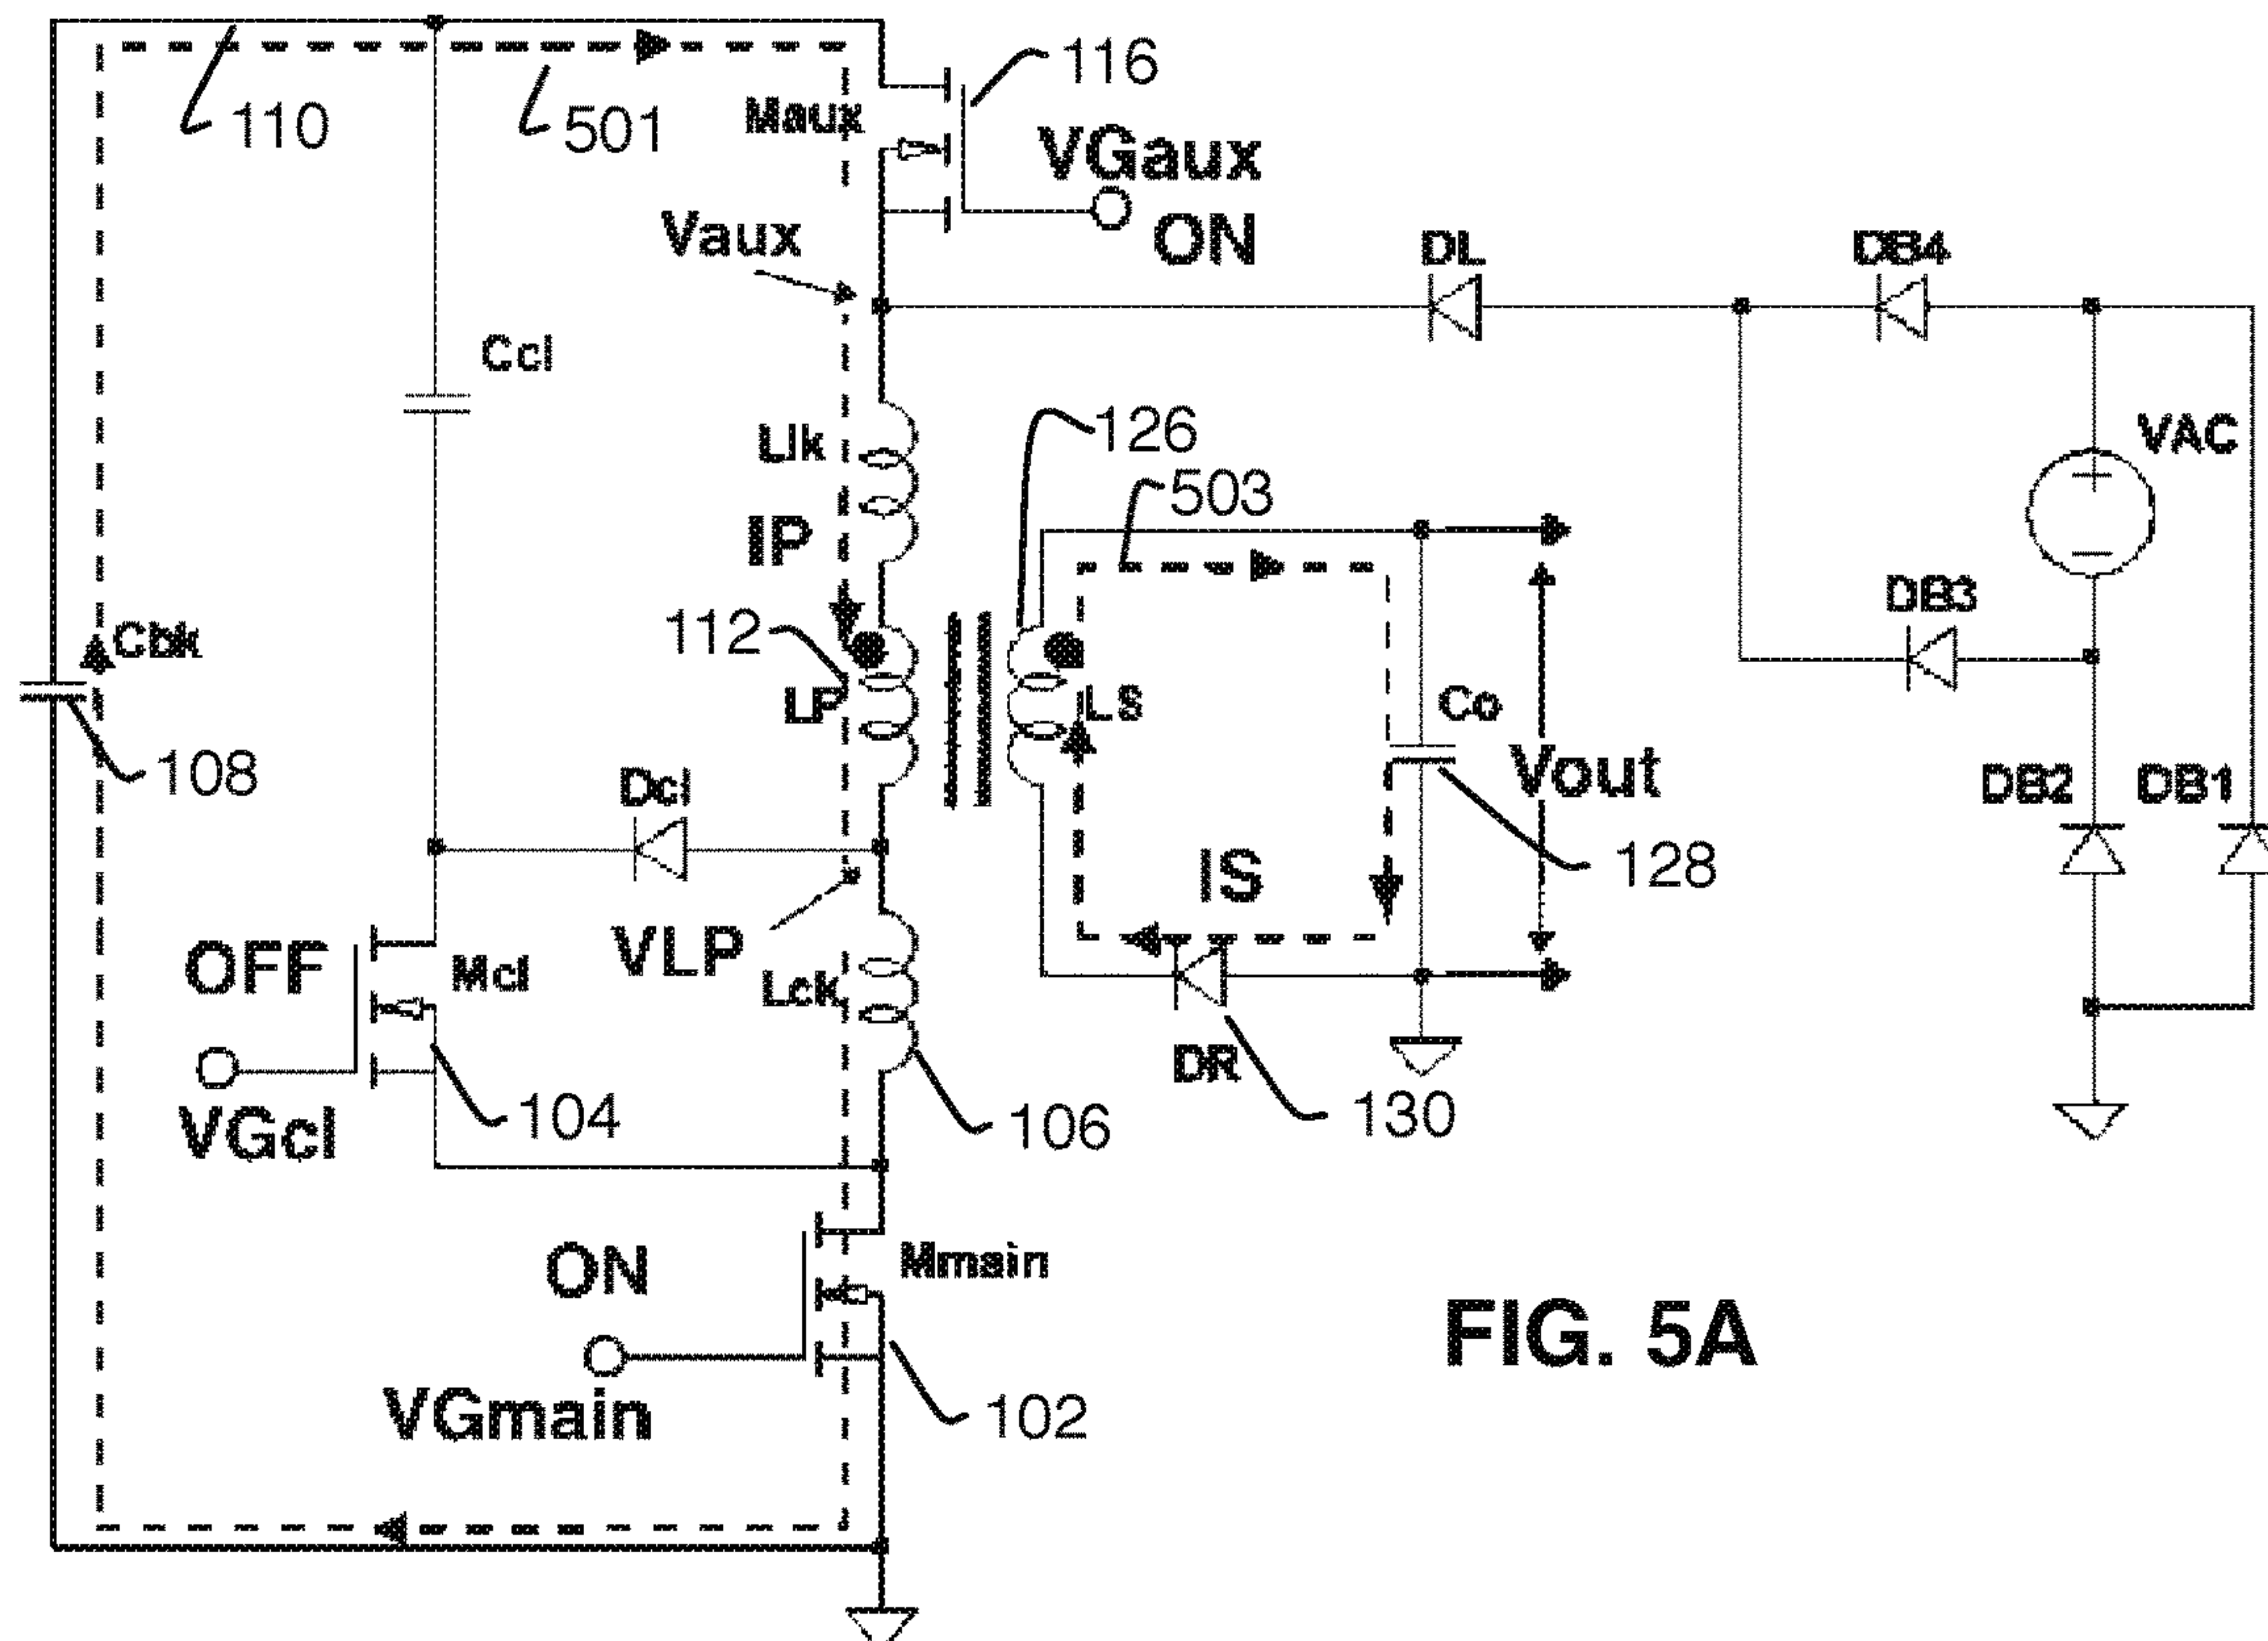 116
110
501
Maux
VGaux
ON
Vaux
DL
DB4
Ccl
Llk
126
VAC
503
IP
DB3
112
Cbk
LP
LS
Co
108
Dcl
Vout
DB2
DB1
IS
128
OFF
Mcl
VLP
Lck
DR
104
106
130
VGcl
ON
Mmain
FIG. 5A
VGmain
102